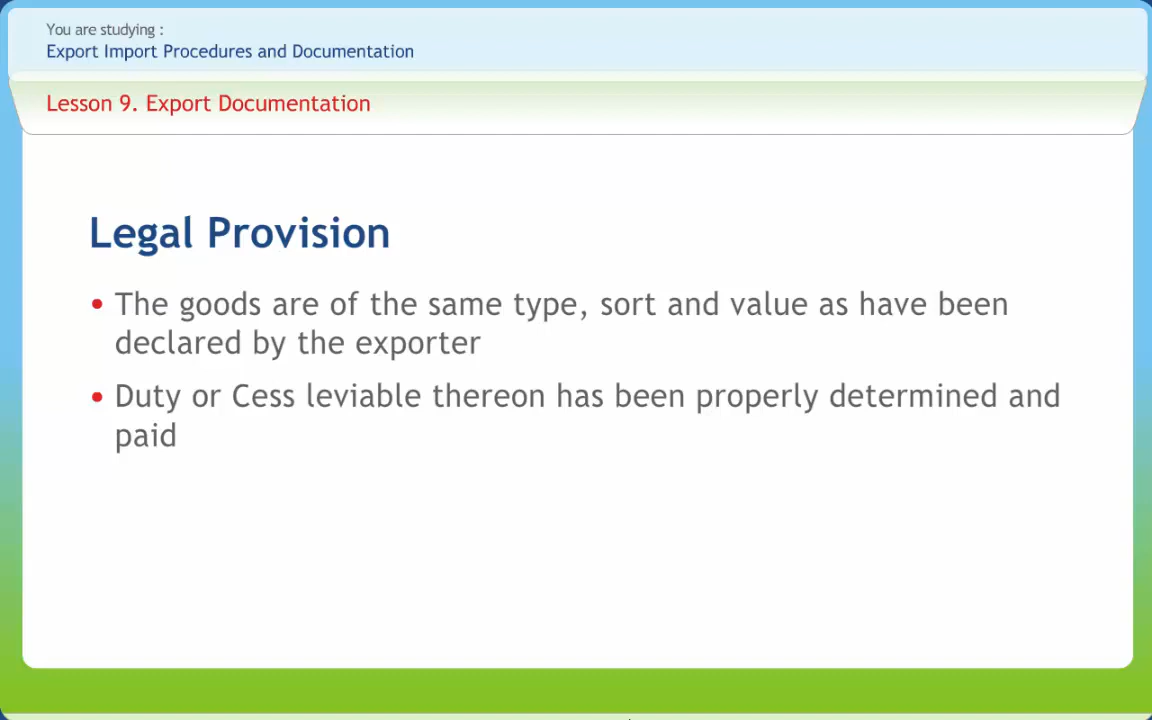 You are studying :
Export Import Procedures and Documentation
Lesson 9. Export Documentation
Legal Provision
• The goods are of the same type, sort and value as have been
declared by the exporter
• Duty or Cess leviable thereon has been properly determined and
paid